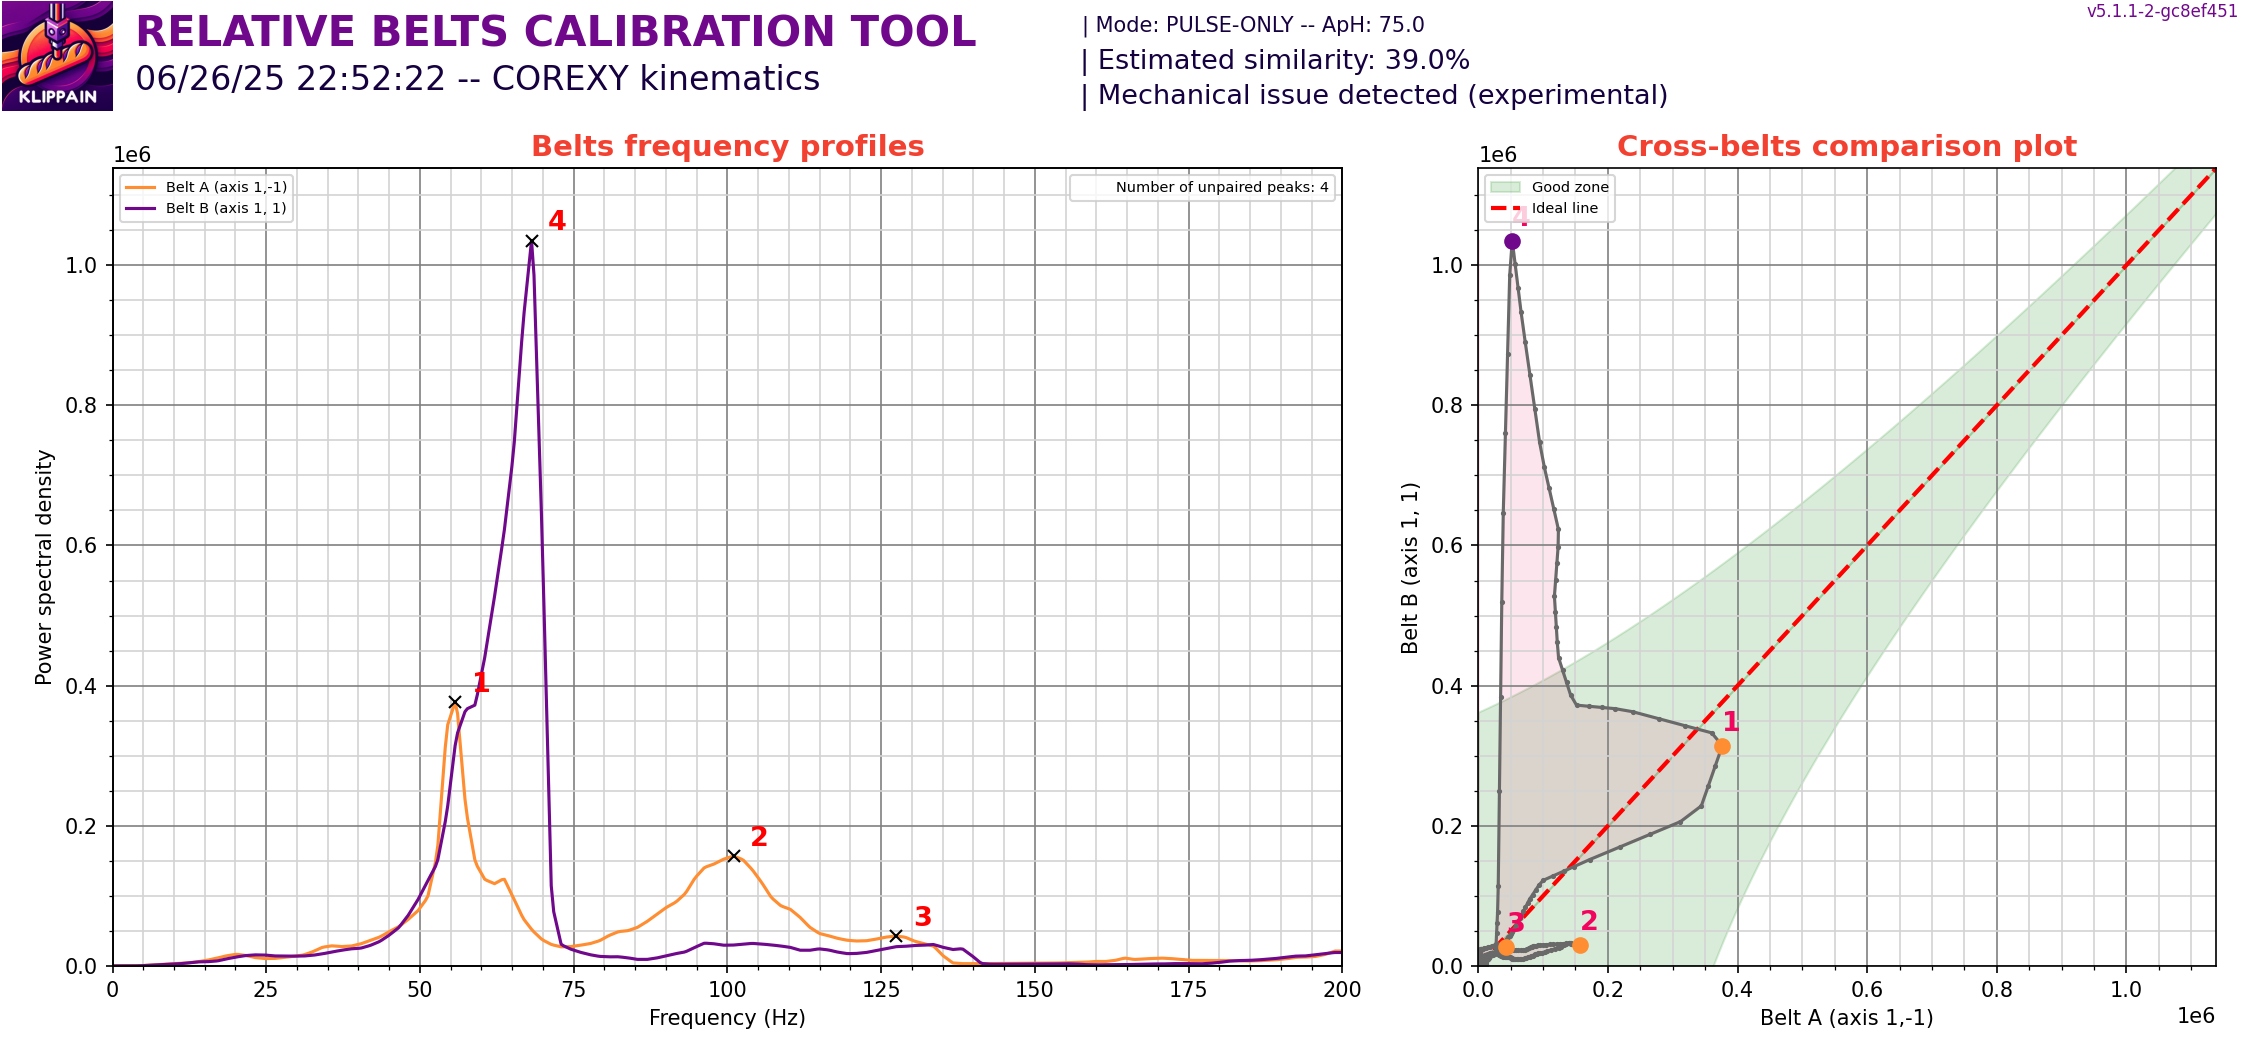 KLIPPAIN
RELATIVE BELTS CALIBRATION TOOL
06/26/25 22:52:22 -- COREXY kinematics
| Mode: PULSE-ONLY -- ApH: 75.0
| Estimated similarity: 39.0%
| Mechanical issue detected (experimental)
v5.1.1-2-gc8ef451
Belts frequency profiles
1e6
Belt A (axis 1,-1)
Belt B (axis 1, 1)
Number of unpaired peaks: 4
4
1
2
3
Power spectral density
1.0
0.8
0.6
0.4
0.2
0.0
0 25 50 75 100 125 150 175 200
Frequency (Hz)
Cross-belts comparison plot
1e6
Good zone
Ideal line
4
1
3
2
Belt B (axis 1, 1)
1.0
0.8
0.6
0.4
0.2
0.0
0.0 0.2 0.4 0.6 0.8 1.0
Belt A (axis 1,-1)
1e6